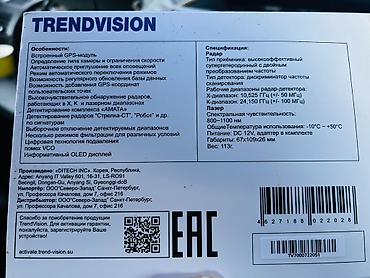 TRENDVISION
Особенности:
Встроенный GPS-модуль
Определение типа камеры и ограничения скорости
Автоматическое приглушение всех оповещений
Режим автоматического переключения режимов
Возможность регулярного обновления базы данных
Возможность добавления GPS-координат
пользовательских точек
Высокоэффективное обнаружение радаров,
работающих в Х, К и лазерном диапазонах
Детектирование комплекса «АМАТА»
Детектирование радаров "Стрелка-СТ", "Робот" и др.
по сигнатурам
Выборочное отключение детектируемых диапазонов
Несколько режимов фильтрации для различных условий
Цифровая технология подавления
помех VCO
Информативный OLED дисплей
Спецификация:
Радар
Тип приёмника: высокоэффективный
супергетеродинный с двойным
преобразованием частоты
Тип детектора: дискриминатор частоты
сканирования
Рабочие диапазоны радар-детектора:
X-диапазон: 10,525 ГГц (+/- 50 МГц)
К-диапазон: 24,150 ГГц (+/- 100 МГц)
Лазер
Спектральная чувствительность:
800~1100 нм
Общие Температура использования: -10°C ~ +50°C
Питание: DC 12V, адаптер в комплекте
Габариты: 67х109х26 мм
Вес: 113г.
Произведено: «DITECH INC». Корея, Республика,
Adress: Anyang IT Valley 601, 16-31, LS-RO91
Beongil, Dongan-Gu, Anyang Si, Gyeonggi-do
Импортёр: ООО"Северо-Запад" Санкт-Петербург,
ул. Профессора Качалова, дом 7, офис 216
Дистрибьютор: ООО"Северо-Запад" Санкт-Петербург,
ул. Профессора Качалова, дом 7, офис 216
Спасибо за приобретение продукции
TrendVision. Для активации гарантии,
пожалуйста, зарегистрируйте Ваше
устройство!
activate.trend-vision.su
EAC
4627188022028
TV7000722051